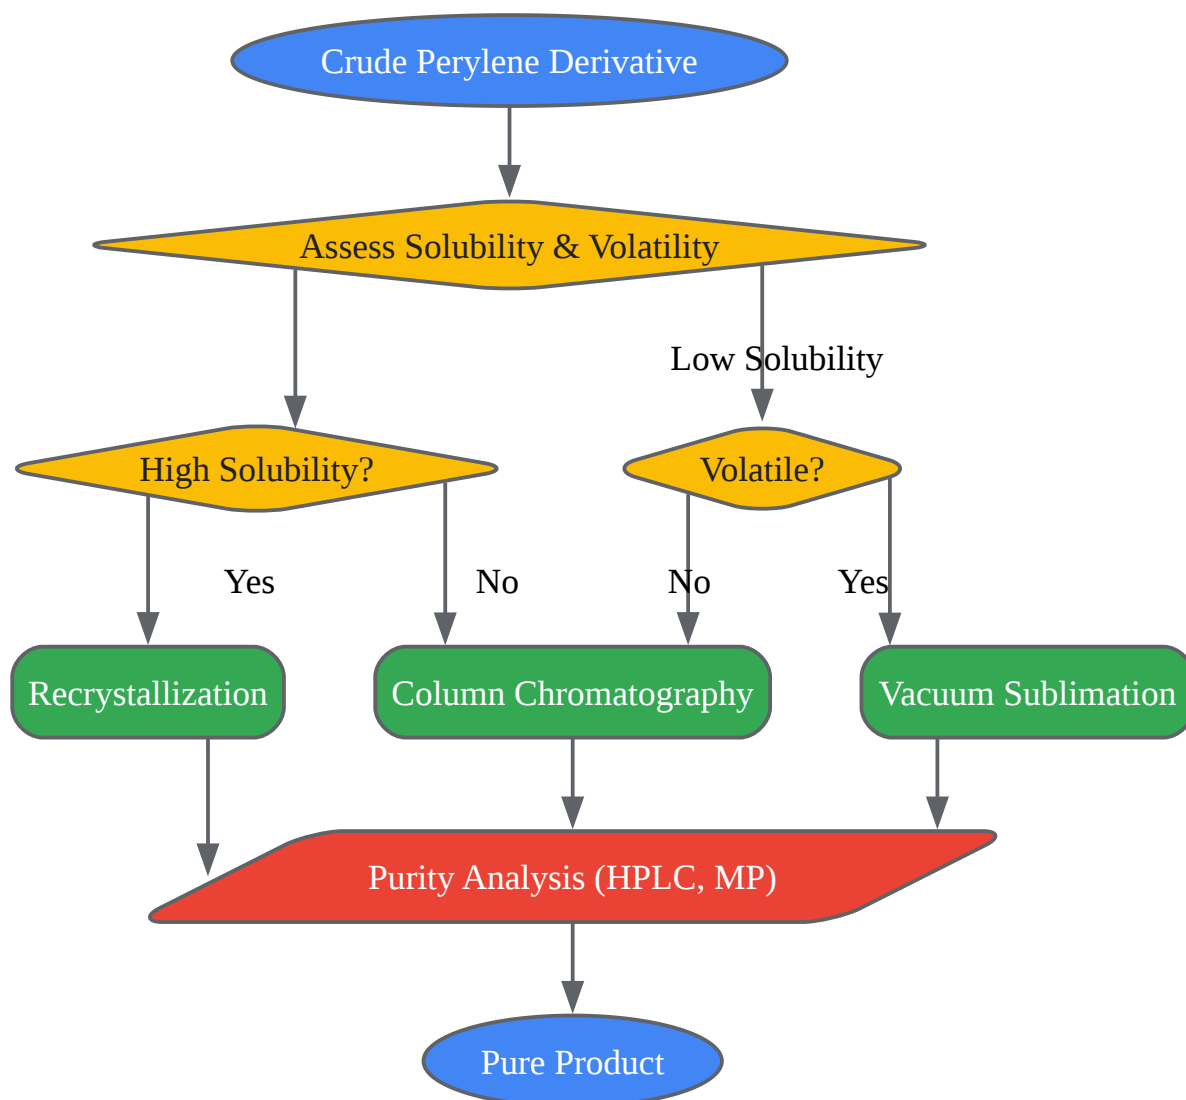 Crude Perylene Derivative
Assess Solubility & Volatility
Low Solubility
High Solubility?
Volatile?
Yes
No
No
Yes
Recrystallization
Column Chromatography
Vacuum Sublimation
Purity Analysis (HPLC, MP)
Pure Product